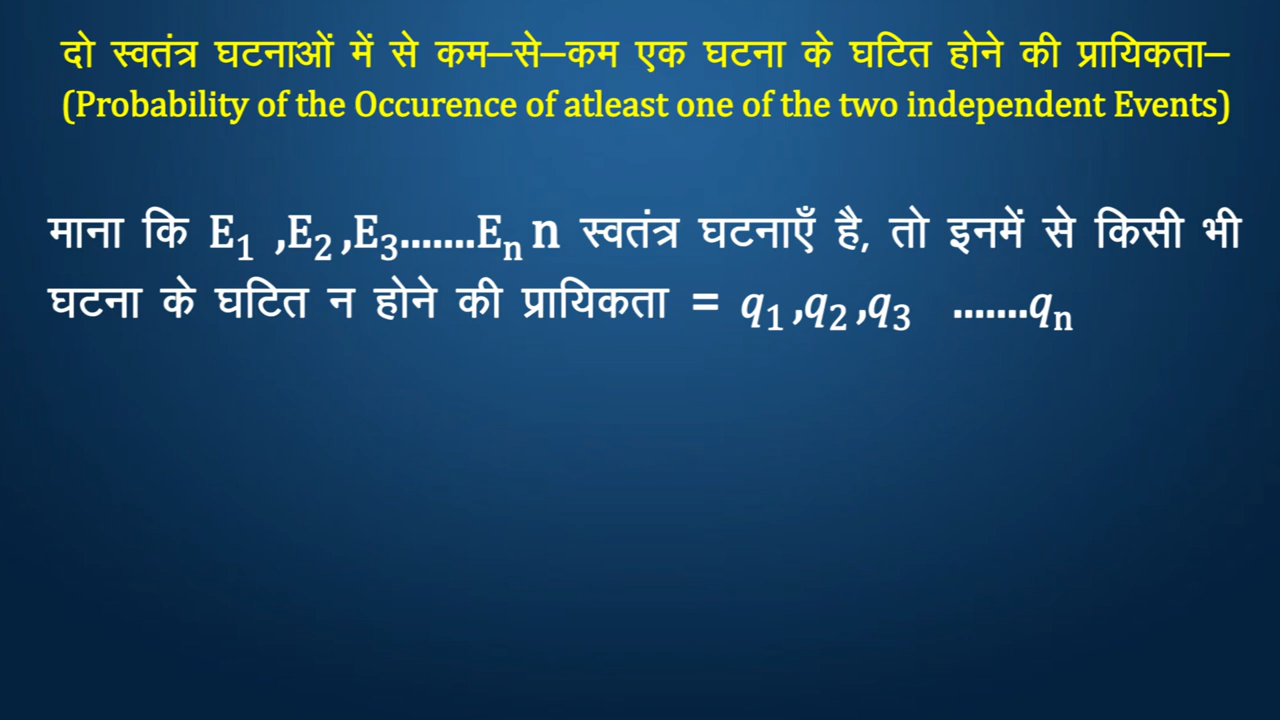 दो स्वतंत्र घटनाओं में से कम–से–कम एक घटना के घटित होने की प्रायिकता–
(Probability of the Occurence of atleast one of the two independent Events)
माना कि E₁ ,E₂ ,E₃.......Eₙ n स्वतंत्र घटनाएँ है, तो इनमें से किसी भी
घटना के घटित न होने की प्रायिकता = q₁ ,q₂ ,q₃ .......qₙ